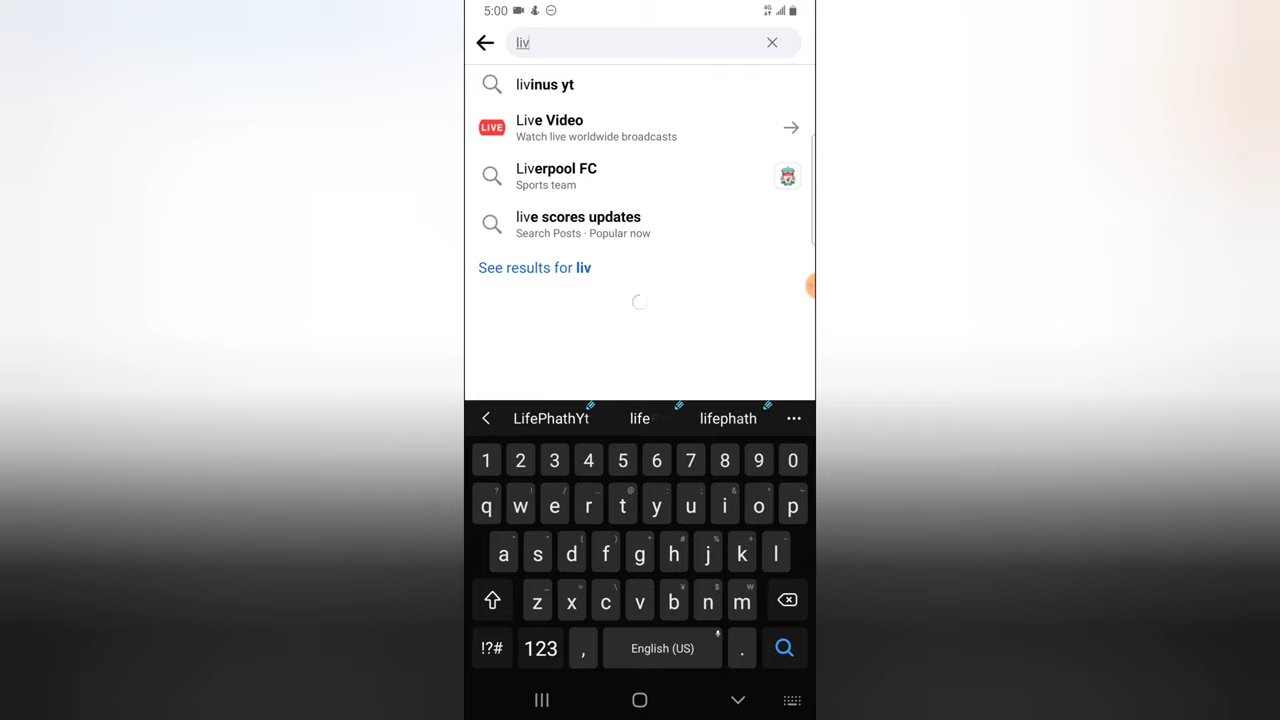 5:00
4G
liv
livinus yt
LIVE
Live Video
Watch live worldwide broadcasts
Liverpool FC
Sports team
live scores updates
Search Posts · Popular now
See results for liv
LifePhathYt life lifephath
1 2 3 4 5 6 7 8 9 0
q w e r t y u i o p
a s d f g h j k l
z x c v b n m
!?# 123 , English (US) .